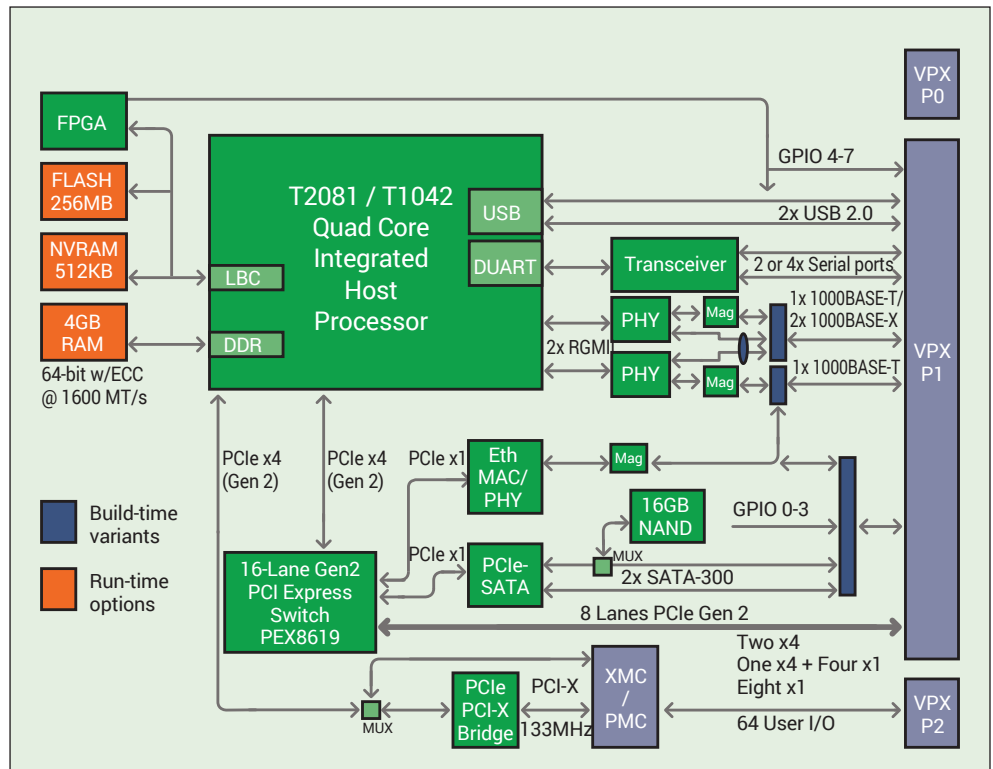 VPX
P0
FPGA
FLASH
256MB
NVRAM
512KB
4GB
RAM
64-bit w/ECC
@ 1600 MT/s
T2081 / T1042
Quad Core
Integrated
Host
Processor
LBC
DDR
USB
DUART
GPIO 4-7
2x USB 2.0
Transceiver
2 or 4x Serial ports
PHY
Mag
1x 1000BASE-T/
2x 1000BASE-X
2x RGMII
PHY
Mag
1x 1000BASE-T
VPX
P1
PCIe x4
(Gen 2)
PCIe x4
(Gen 2)
PCIe x1
Eth
MAC/
PHY
Mag
16GB
NAND
GPIO 0-3
Build-time
variants
Run-time
options
PCIe x1
PCIe-
SATA
MUX
2x SATA-300
16-Lane Gen2
PCI Express
Switch
PEX8619
8 Lanes PCIe Gen 2
Two x4
One x4 + Four x1
Eight x1
MUX
PCIe
PCI-X
Bridge
PCI-X
133MHz
XMC
/
PMC
64 User I/O
VPX
P2